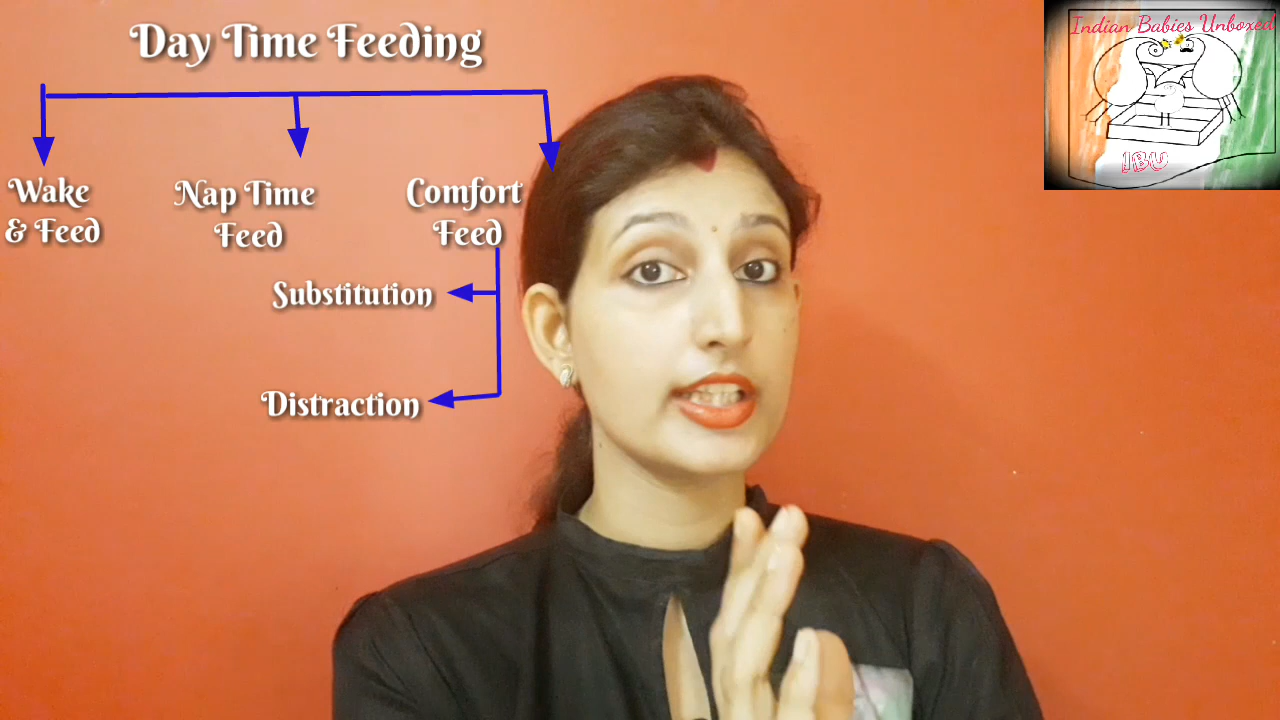 Day Time Feeding
Wake
& Feed
Nap Time
Feed
Comfort
Feed
Substitution
Distraction
Indian Babies Unboxed
IBU